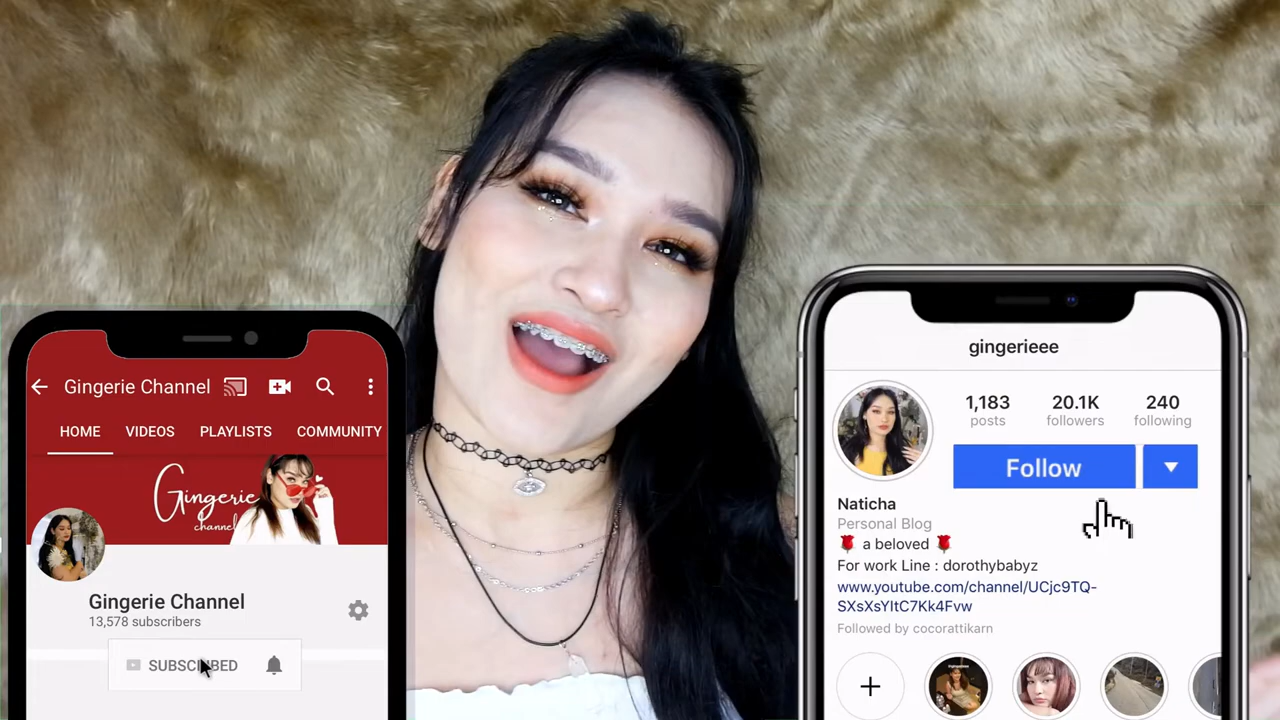 Gingerie Channel
HOME VIDEOS PLAYLISTS COMMUNITY
Gingerie
channel
Gingerie Channel
13,578 subscribers
SUBSCRIBED
gingerieee
1,183 20.1K 240
posts followers following
Follow
Naticha
Personal Blog
🌹 a beloved 🌹
For work Line : dorothybabyz
www.youtube.com/channel/UCjc9TQ-
SXsXsYItC7Kk4Fvw
Followed by cocorattikarn